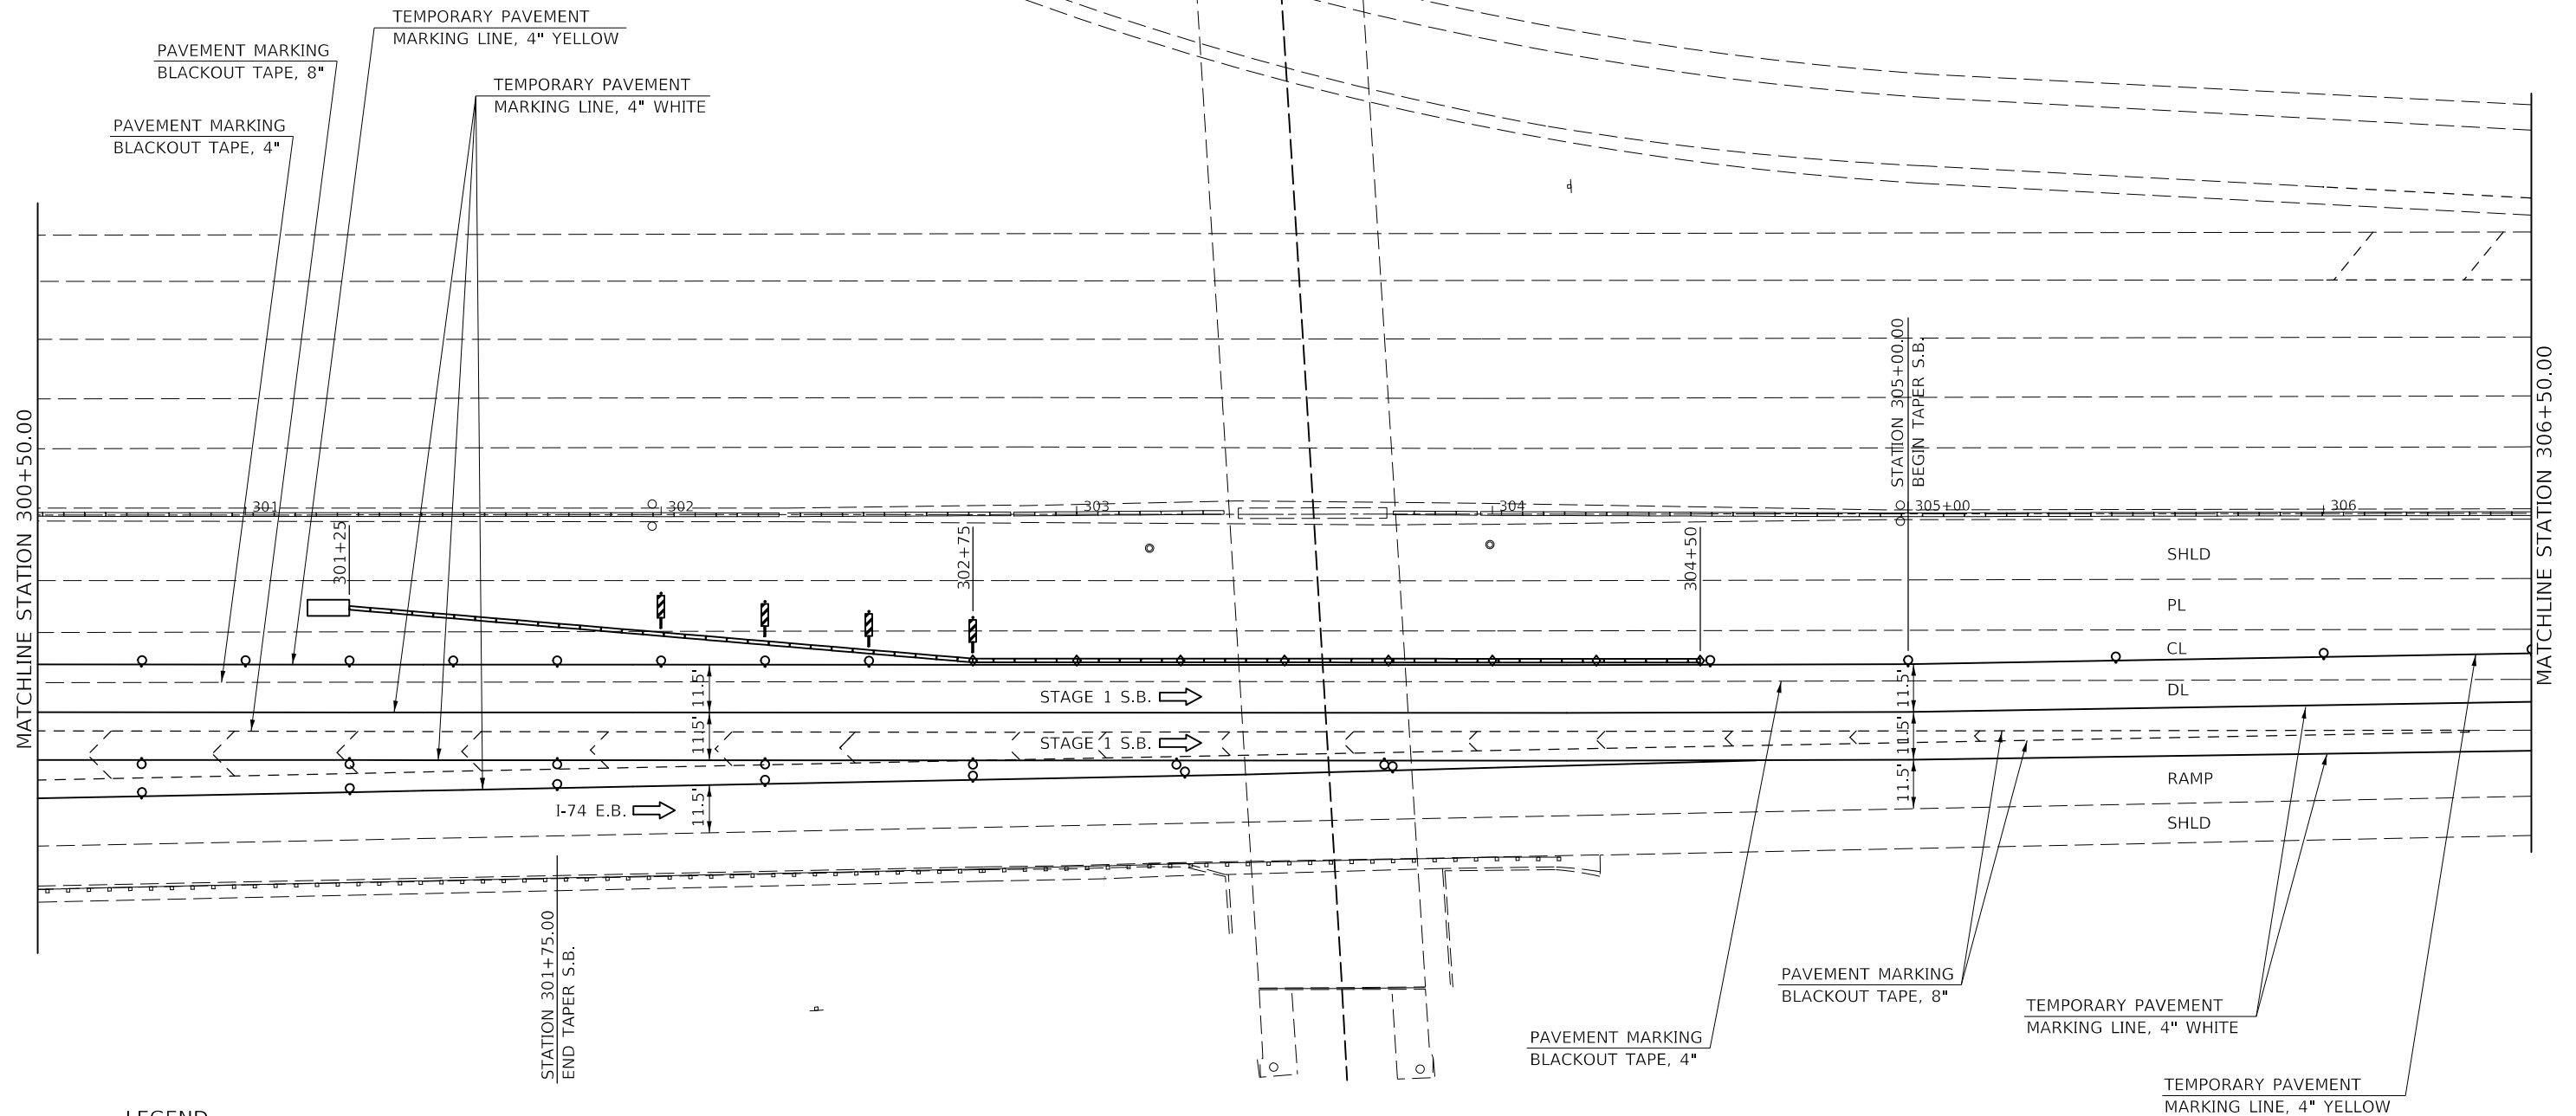 TEMPORARY PAVEMENT
MARKING LINE, 4" YELLOW
PAVEMENT MARKING
BLACKOUT TAPE, 8"
TEMPORARY PAVEMENT
MARKING LINE, 4" WHITE
PAVEMENT MARKING
BLACKOUT TAPE, 4"
MATCHLINE STATION 300+50.00
MATCHLINE STATION 306+50.00
STATION 305+00.00
BEGIN TAPER S.B.
301
302
303
304
305+00
306
301+25
302+75
304+50
SHLD
PL
CL
DL
RAMP
SHLD
11.5'
11.5'
11.5'
11.5'
11.5'
11.5'
STAGE 1 S.B.
STAGE 1 S.B.
I-74 E.B.
STATION 301+75.00
END TAPER S.B.
PAVEMENT MARKING
BLACKOUT TAPE, 8"
TEMPORARY PAVEMENT
MARKING LINE, 4" WHITE
PAVEMENT MARKING
BLACKOUT TAPE, 4"
TEMPORARY PAVEMENT
MARKING LINE, 4" YELLOW
LEGEND